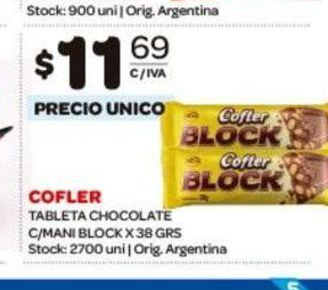 Stock: 900 uni | Orig. Argentina
$11 69
C/IVA
PRECIO UNICO
Cofler
BLOCK
Cofler
BLOCK
COFLER
TABLETA CHOCOLATE
C/MANI BLOCK X 38 GRS
Stock: 2700 uni | Orig. Argentina
5